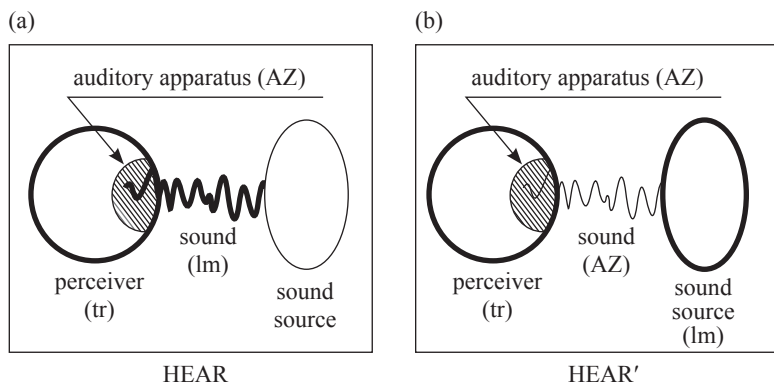 (a)
auditory apparatus (AZ)
sound
(lm)
perceiver
(tr)
sound
source
HEAR
(b)
auditory apparatus (AZ)
sound
(AZ)
perceiver
(tr)
sound
source
(lm)
HEAR′